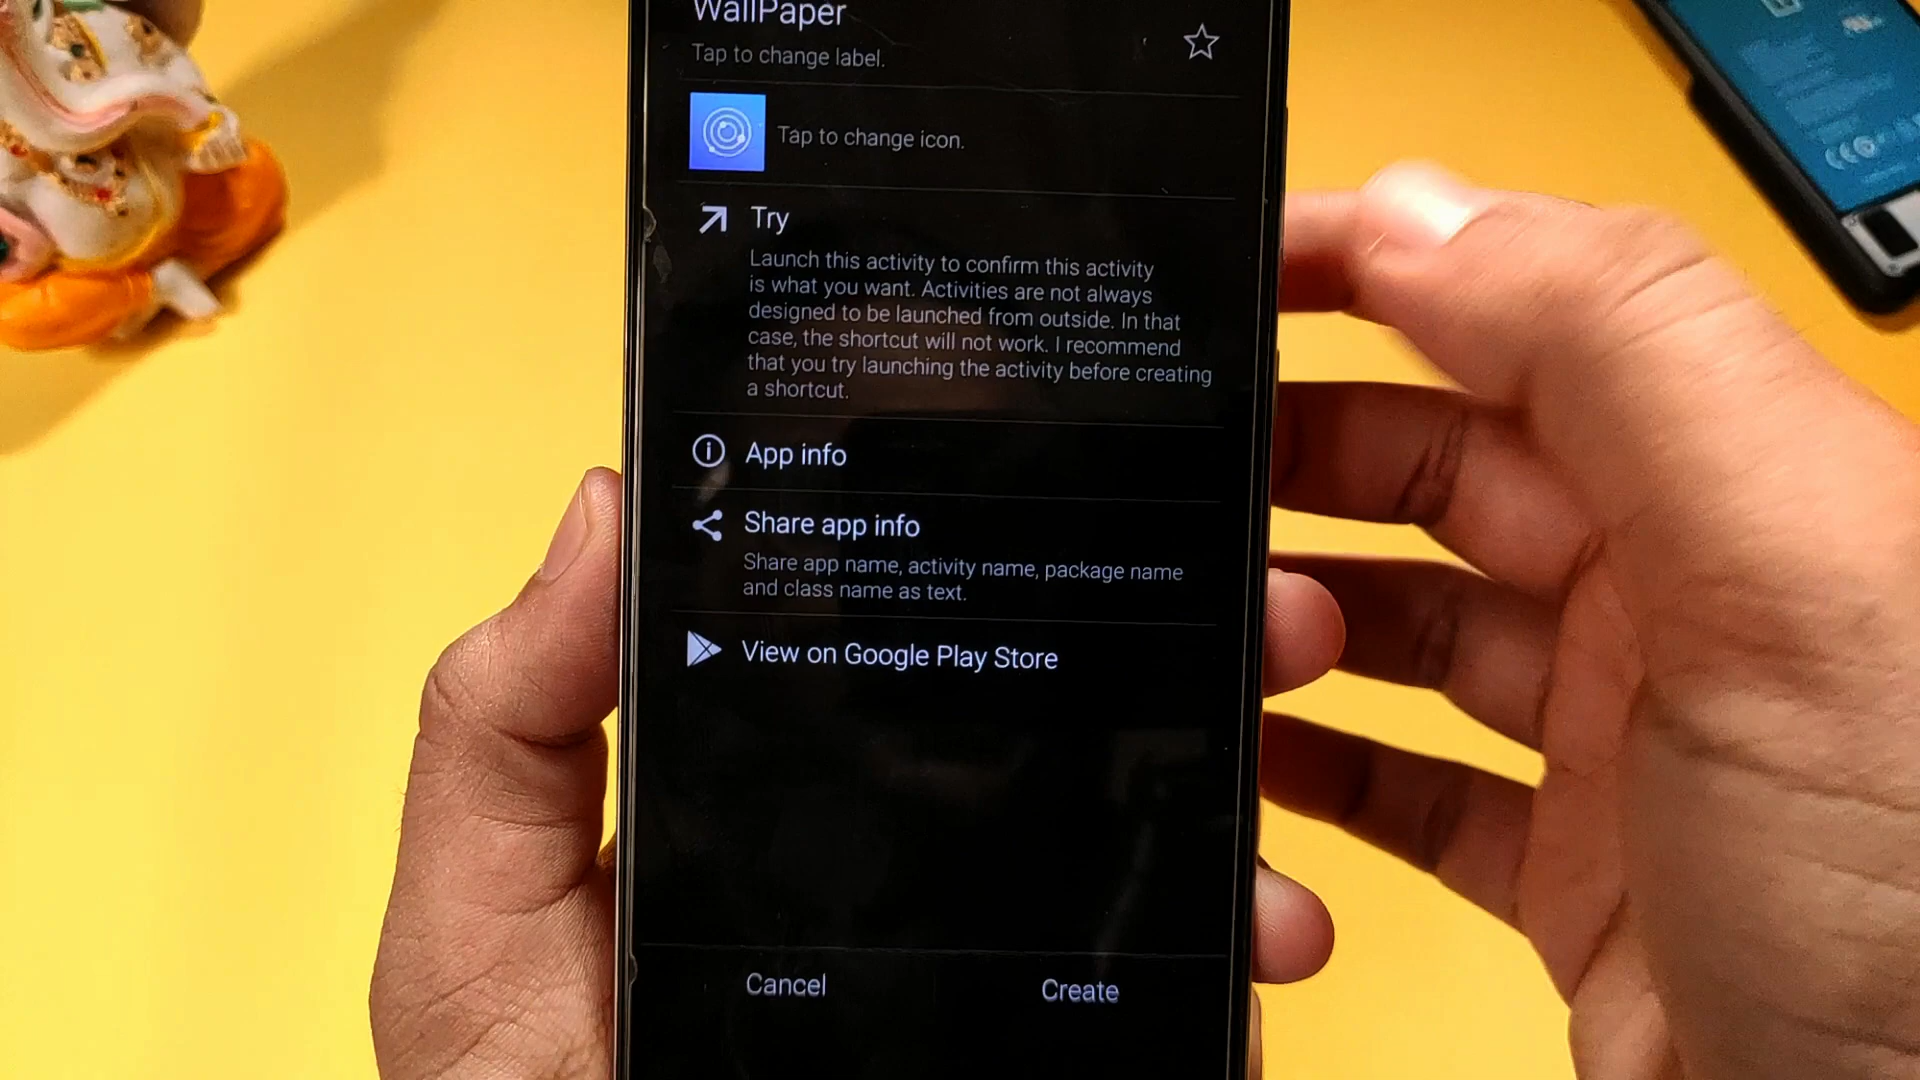 WallPaper
Tap to change label.
Tap to change icon.
Try
Launch this activity to confirm this activity
is what you want. Activities are not always
designed to be launched from outside. In that
case, the shortcut will not work. I recommend
that you try launching the activity before creating
a shortcut.
App info
Share app info
Share app name, activity name, package name
and class name as text.
View on Google Play Store
Cancel
Create